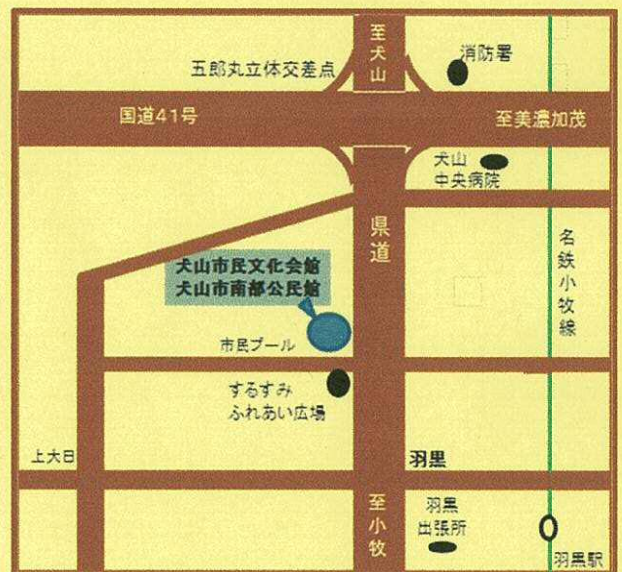 至犬山
消防署
五郎丸立体交差点
国道41号
至美濃加茂
犬山
中央病院
県道
名鉄小牧線
犬山市民文化会館
犬山市南部公民館
市民プール
するすみ
ふれあい広場
上大日
羽黒
至小牧
羽黒
出張所
羽黒駅